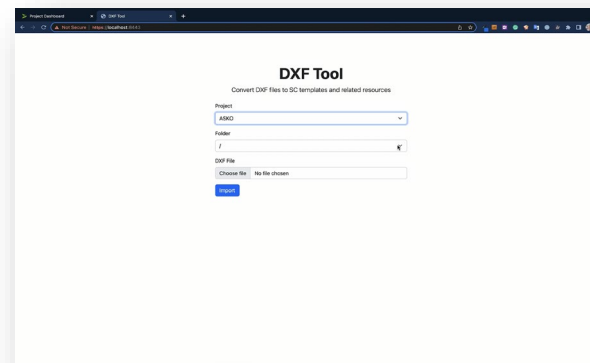 Project Dashboard
DXF Tool
Not Secure | https://localhost:8443
DXF Tool
Convert DXF files to SC templates and related resources
Project
ASKO
Folder
/
DXF File
Choose file No file chosen
Import